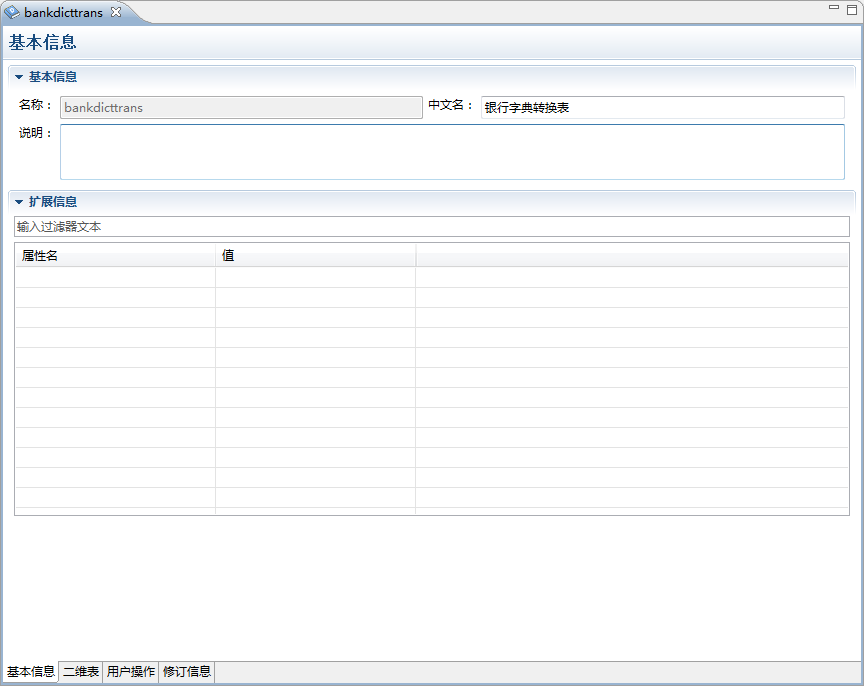 bankdicttrans
基本信息
基本信息
名称： bankdicttrans 中文名： 银行字典转换表
说明：
扩展信息
输入过滤器文本
属性名 值
基本信息 二维表 用户操作 修订信息